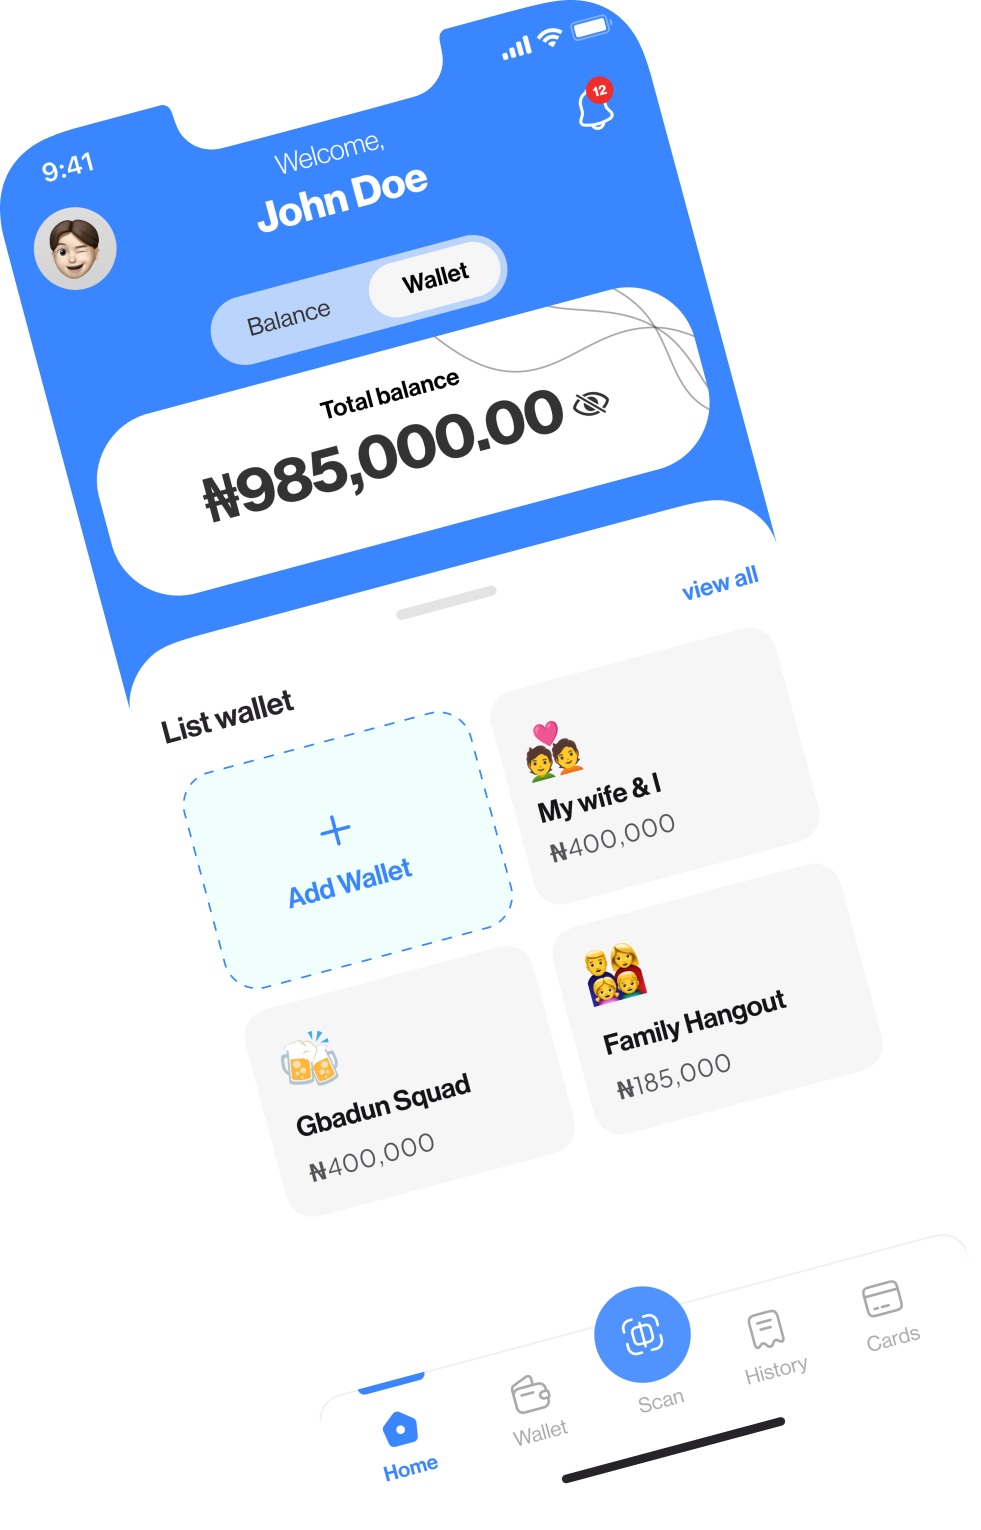 9:41
12
Welcome,
John Doe
Balance
Wallet
Total balance
₦985,000.00
view all
List wallet
Add Wallet
My wife & I
₦400,000
Gbadun Squad
₦400,000
Family Hangout
₦185,000
Home
Wallet
Scan
History
Cards